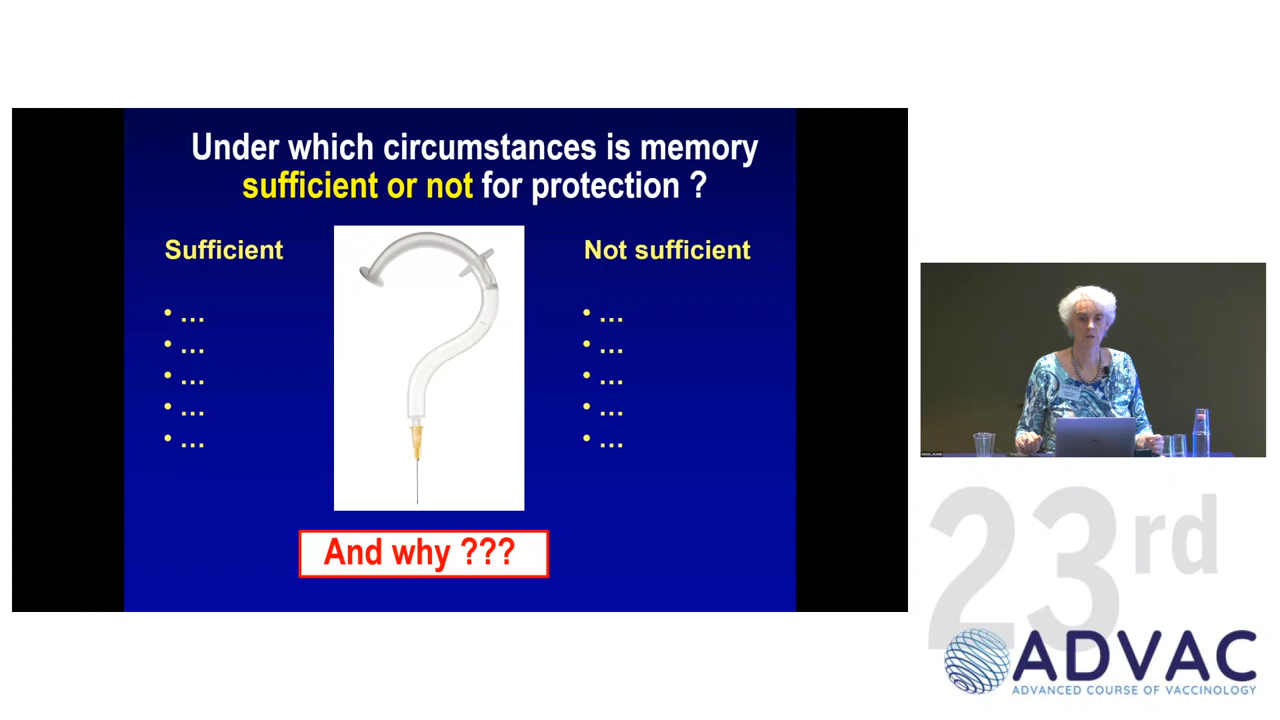 Under which circumstances is memory
sufficient or not for protection ?
Sufficient
Not sufficient
• ...
• ...
• ...
• ...
• ...
• ...
• ...
• ...
• ...
• ...
And why ???
23rd
ADVAC
ADVANCED COURSE OF VACCINOLOGY